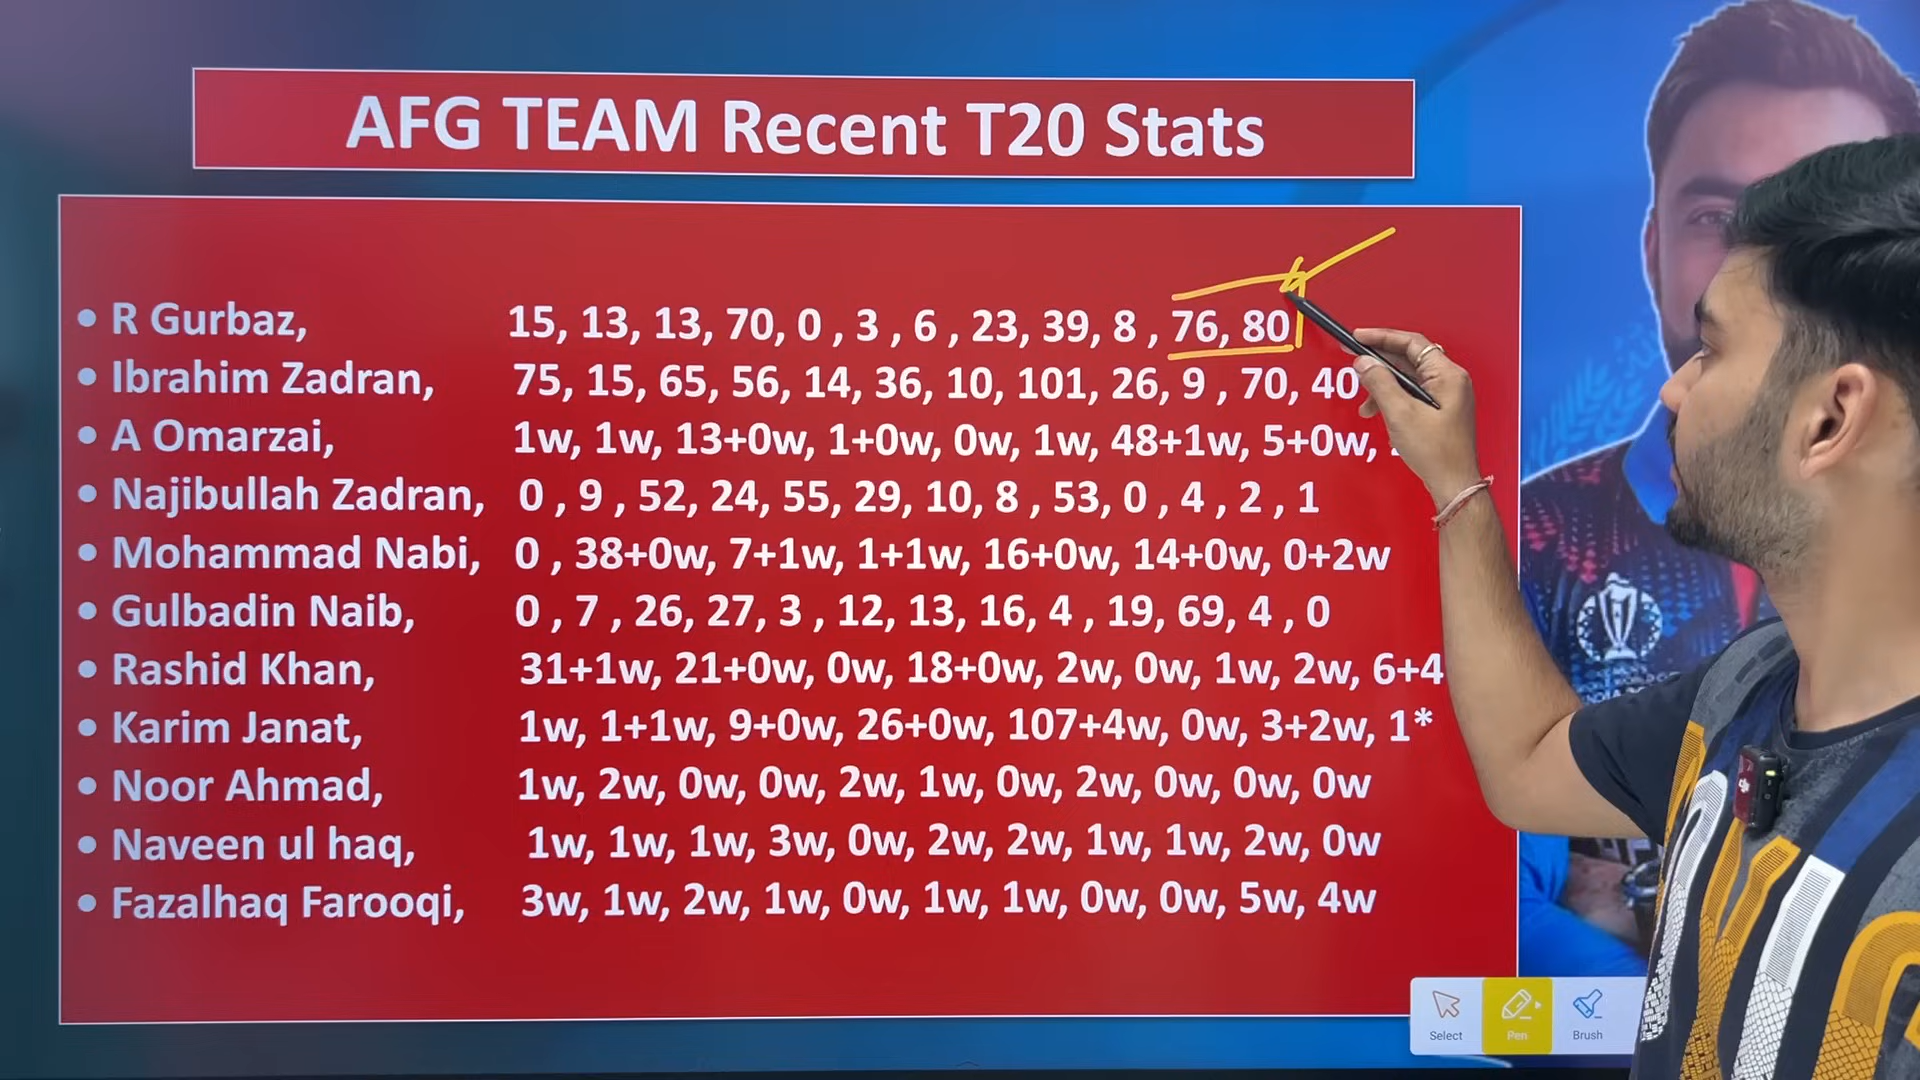 AFG TEAM Recent T20 Stats
• R Gurbaz, 15, 13, 13, 70, 0 , 3 , 6 , 23, 39, 8 , 76, 80
• Ibrahim Zadran, 75, 15, 65, 56, 14, 36, 10, 101, 26, 9 , 70, 40
• A Omarzai, 1w, 1w, 13+0w, 1+0w, 0w, 1w, 48+1w, 5+0w,
• Najibullah Zadran, 0 , 9 , 52, 24, 55, 29, 10, 8 , 53, 0 , 4 , 2 , 1
• Mohammad Nabi, 0 , 38+0w, 7+1w, 1+1w, 16+0w, 14+0w, 0+2w
• Gulbadin Naib, 0 , 7 , 26, 27, 3 , 12, 13, 16, 4 , 19, 69, 4 , 0
• Rashid Khan, 31+1w, 21+0w, 0w, 18+0w, 2w, 0w, 1w, 2w, 6+4
• Karim Janat, 1w, 1+1w, 9+0w, 26+0w, 107+4w, 0w, 3+2w, 1*
• Noor Ahmad, 1w, 2w, 0w, 0w, 2w, 1w, 0w, 2w, 0w, 0w, 0w
• Naveen ul haq, 1w, 1w, 1w, 3w, 0w, 2w, 2w, 1w, 1w, 2w, 0w
• Fazalhaq Farooqi, 3w, 1w, 2w, 1w, 0w, 1w, 1w, 0w, 0w, 5w, 4w
Select Pen Brush